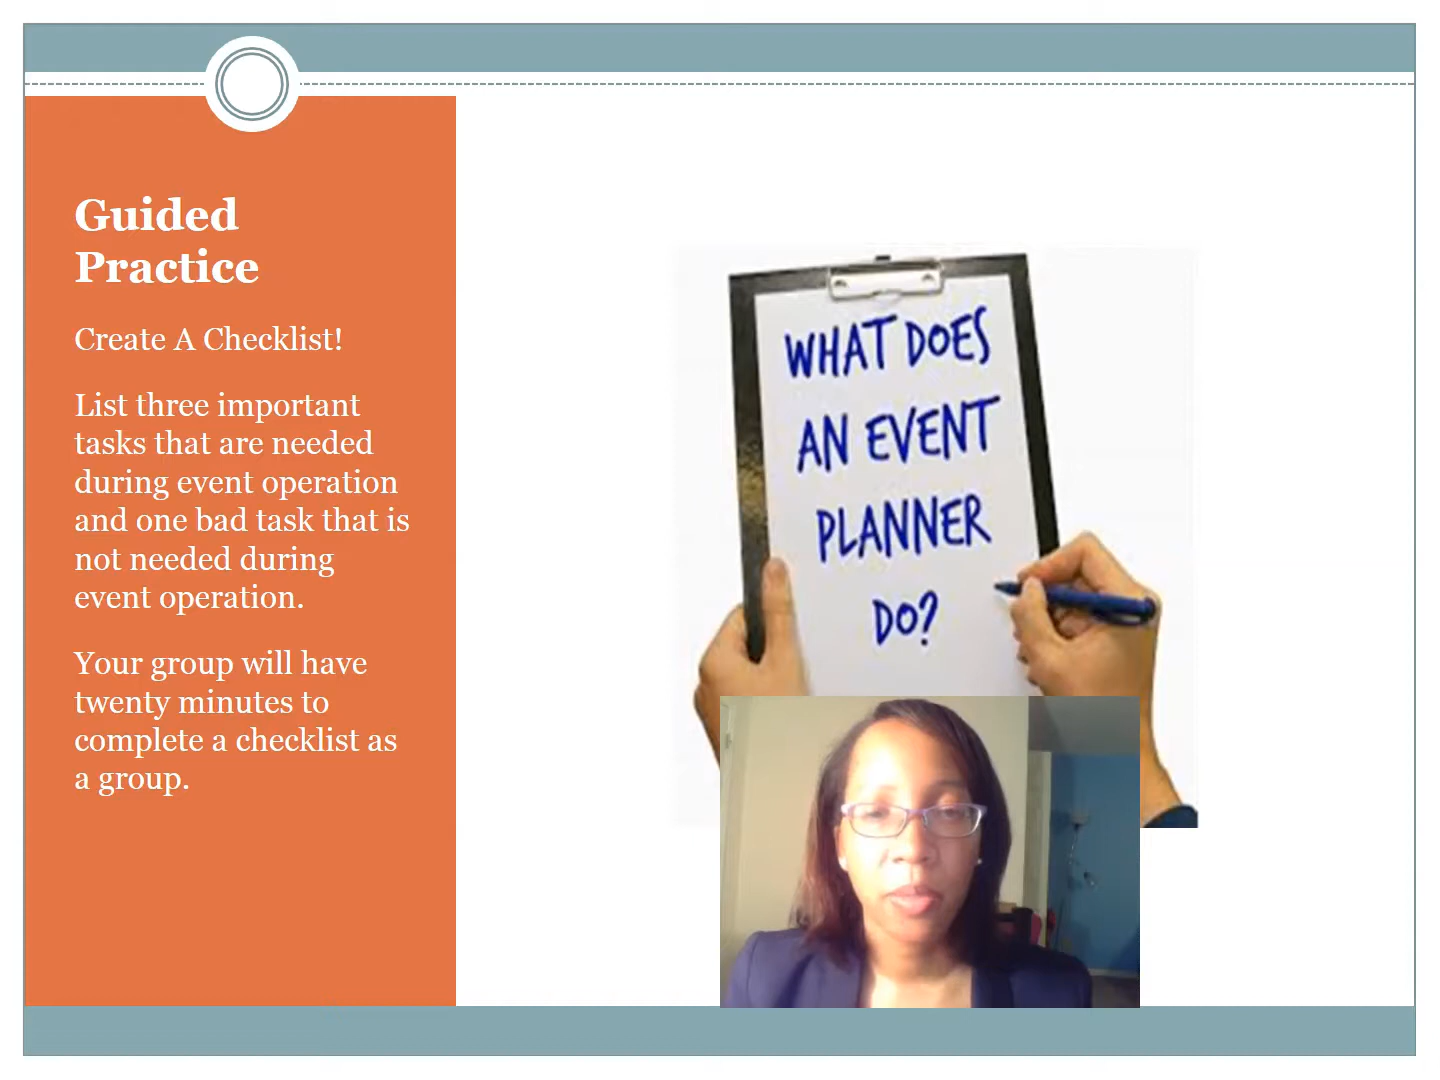 Guided
Practice
Create A Checklist!
List three important
tasks that are needed
during event operation
and one bad task that is
not needed during
event operation.
Your group will have
twenty minutes to
complete a checklist as
a group.
WHAT DOES
AN EVENT
PLANNER
DO?